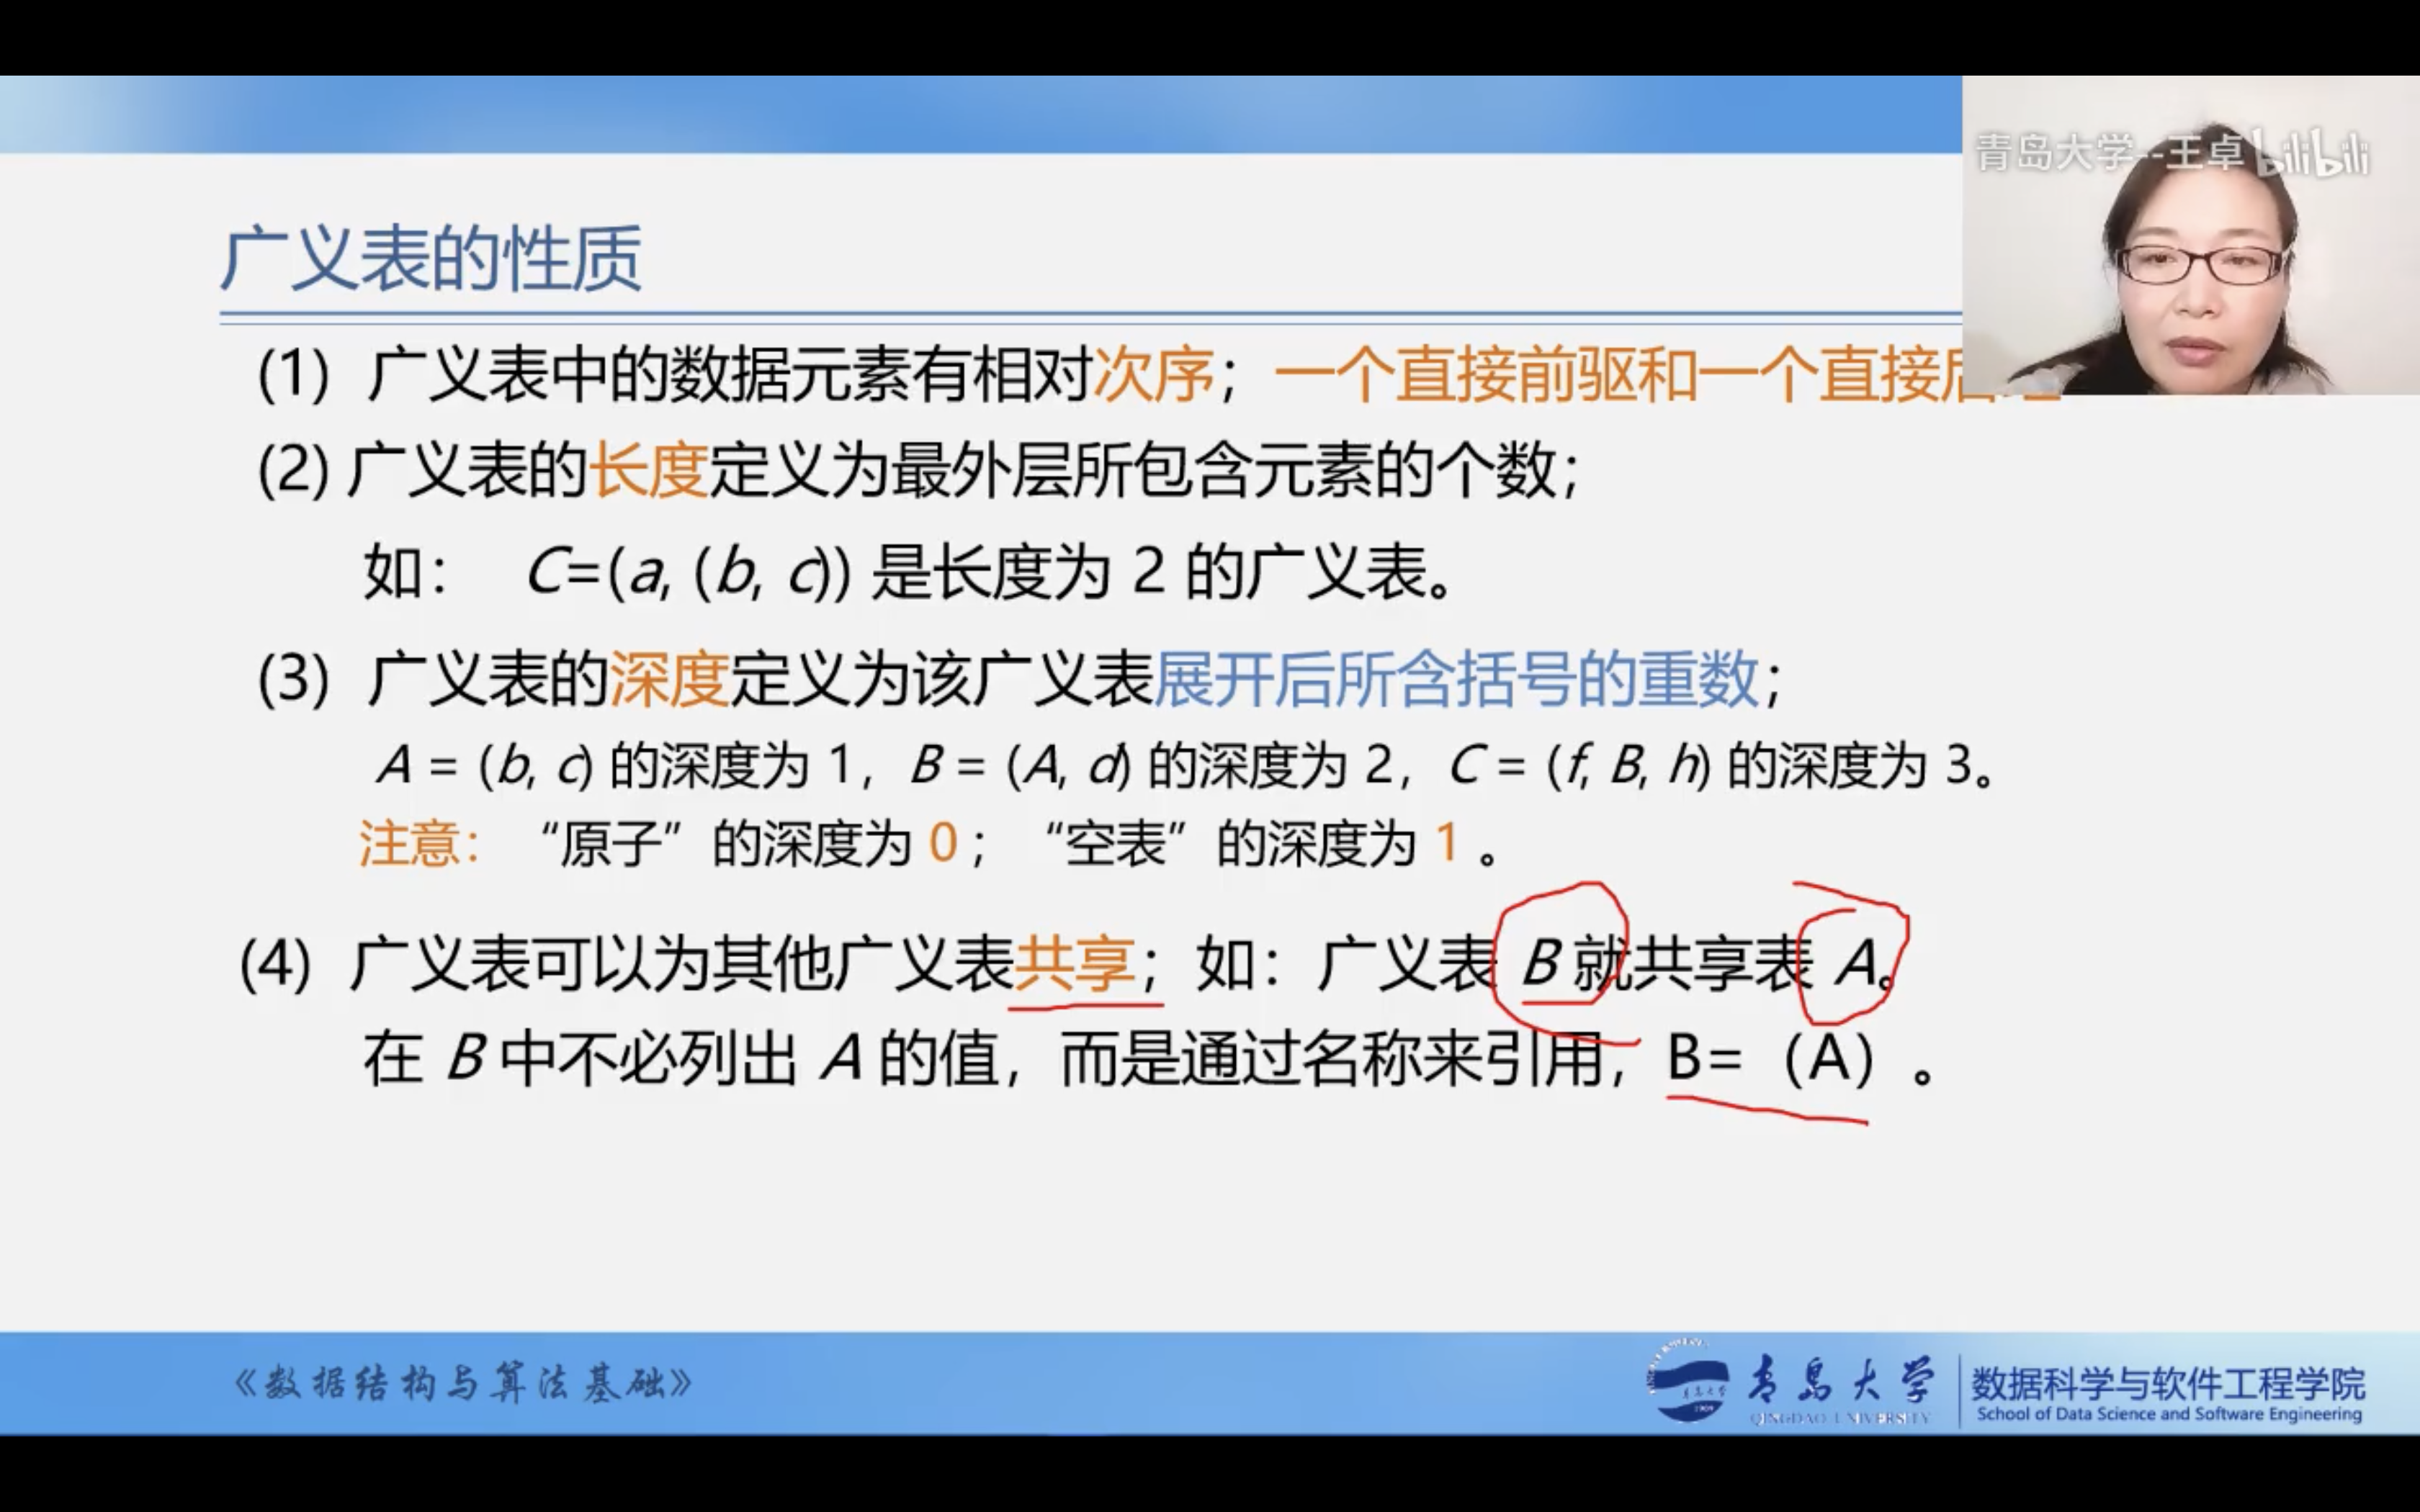 青岛大学--王卓 bilibili
广义表的性质
(1) 广义表中的数据元素有相对次序；一个直接前驱和一个直接
(2) 广义表的长度定义为最外层所包含元素的个数；
如： C=(a, (b, c)) 是长度为 2 的广义表。
(3) 广义表的深度定义为该广义表展开后所含括号的重数；
A = (b, c) 的深度为 1，B = (A, d) 的深度为 2，C = (f, B, h) 的深度为 3。
注意： “原子”的深度为 0； “空表”的深度为 1 。
(4) 广义表可以为其他广义表共享；如：广义表 B 就共享表 A。
在 B 中不必列出 A 的值，而是通过名称来引用，B=（A）。
《数据结构与算法基础》
青岛大学
QINGDAO UNIVERSITY
数据科学与软件工程学院
School of Data Science and Software Engineering